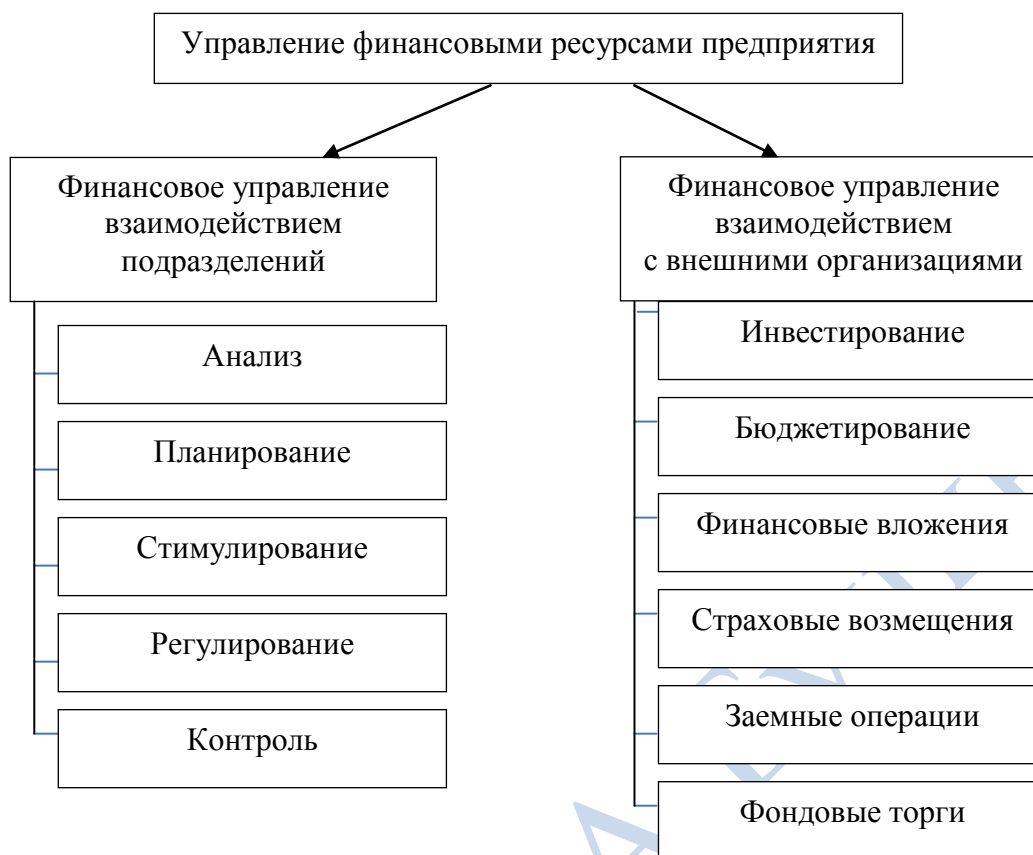 Управление финансовыми ресурсами предприятия
Финансовое управление
взаимодействием
подразделений
Анализ
Планирование
Стимулирование
Регулирование
Контроль
Финансовое управление
взаимодействием
с внешними организациями
Инвестирование
Бюджетирование
Финансовые вложения
Страховые возмещения
Заемные операции
Фондовые торги